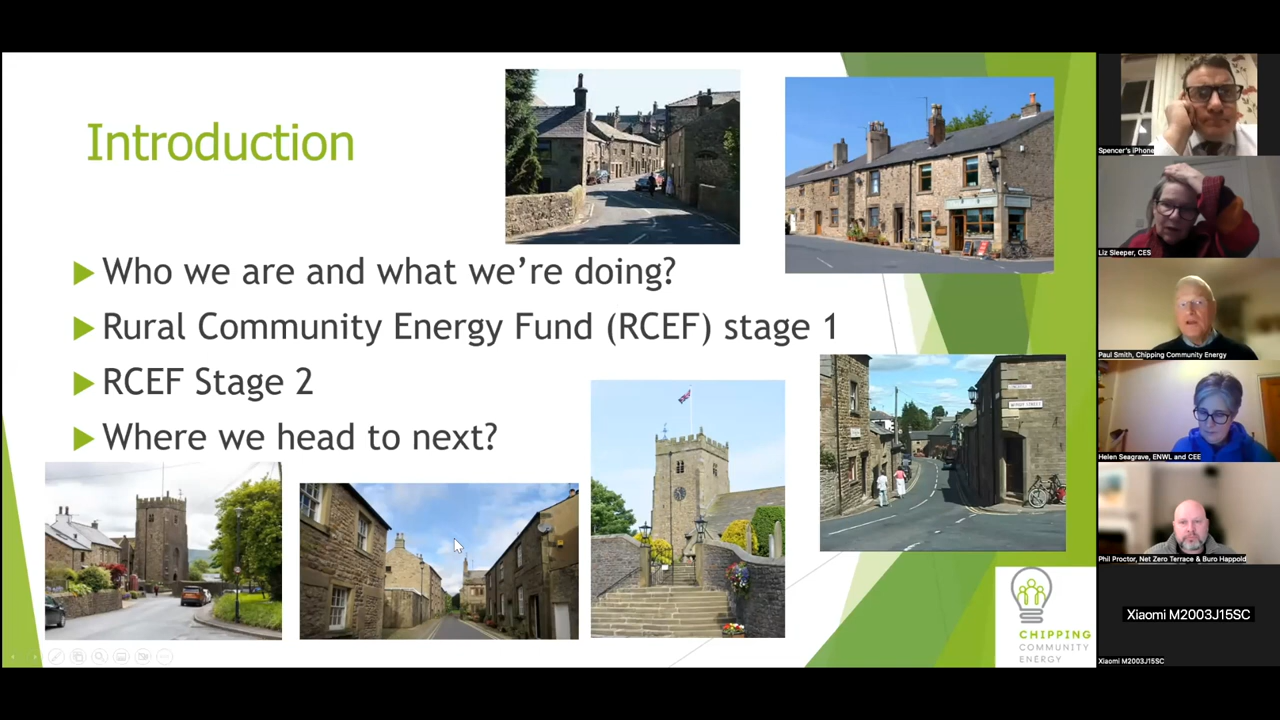 Introduction
Who we are and what we're doing?
Rural Community Energy Fund (RCEF) stage 1
RCEF Stage 2
Where we head to next?
CHIPPING
COMMUNITY
ENERGY
Spencer's iPhone
Liz Sleeper, CES
Paul Smith, Chipping Community Energy
Helen Seagrave, ENWL and CEE
Phil Proctor, Net Zero Terrace & Buro Happold
Xiaomi M2003J15SC
Xiaomi M2003J15SC